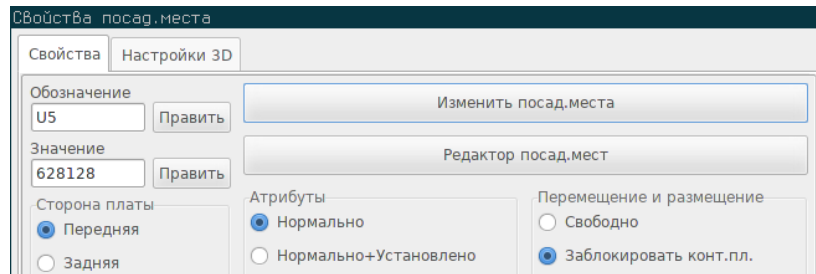 Свойства посад.места
Свойства Настройки 3D
Обозначение
U5 Править
Изменить посад.места
Значение
628128 Править
Редактор посад.мест
Сторона платы
Передняя
Задняя
Атрибуты
Нормально
Нормально+Установлено
Перемещение и размещение
Свободно
Заблокировать конт.пл.